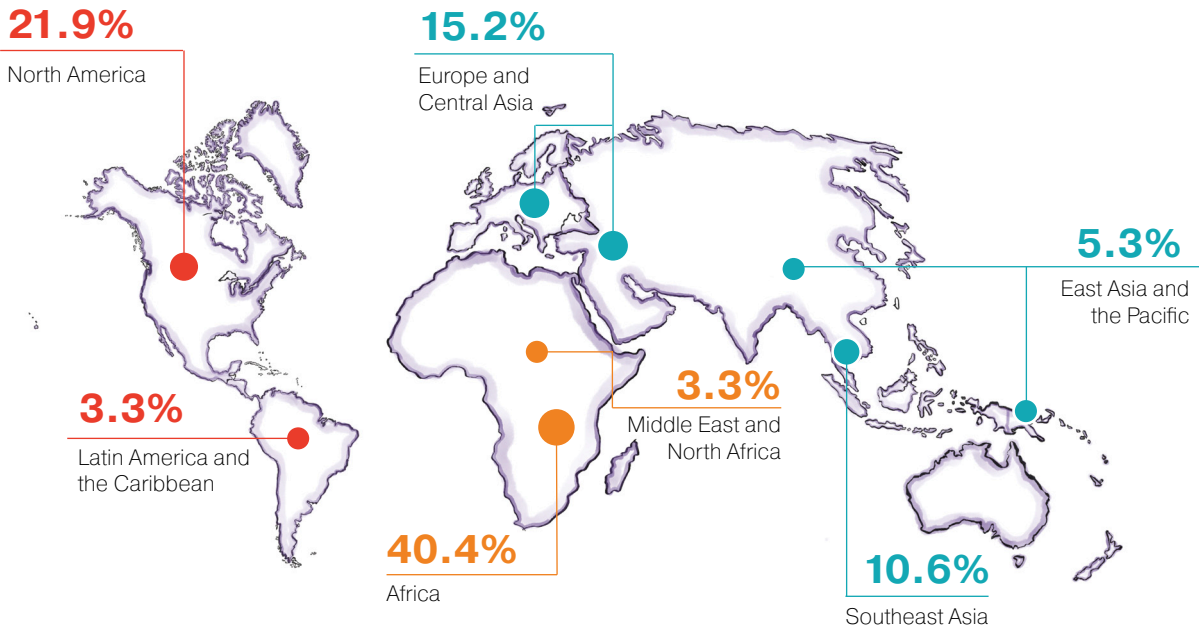 21.9%
North America
15.2%
Europe and
Central Asia
5.3%
East Asia and
the Pacific
3.3%
Middle East and
North Africa
3.3%
Latin America and
the Caribbean
40.4%
Africa
10.6%
Southeast Asia